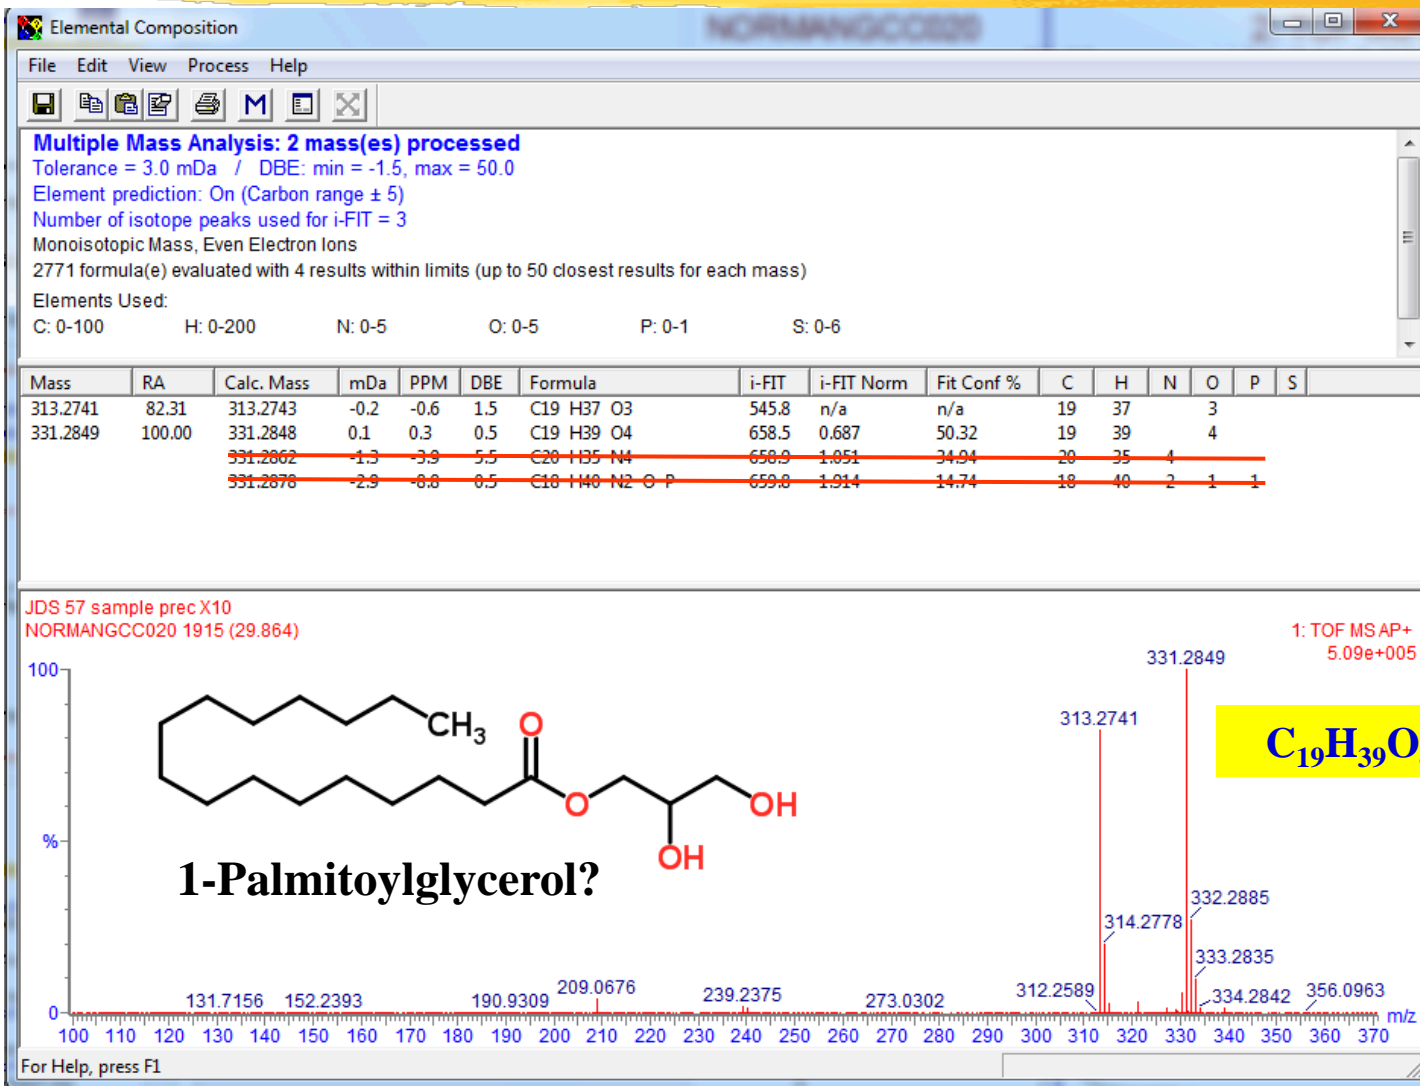 Elemental Composition
File Edit View Process Help
M
Multiple Mass Analysis: 2 mass(es) processed
Tolerance = 3.0 mDa / DBE: min = -1.5, max = 50.0
Element prediction: On (Carbon range ± 5)
Number of isotope peaks used for i-FIT = 3
Monoisotopic Mass, Even Electron Ions
2771 formula(e) evaluated with 4 results within limits (up to 50 closest results for each mass)
Elements Used:
C: 0-100 H: 0-200 N: 0-5 O: 0-5 P: 0-1 S: 0-6
Mass RA Calc. Mass mDa PPM DBE Formula i-FIT i-FIT Norm Fit Conf % C H N O P S
313.2741 82.31 313.2743 -0.2 -0.6 1.5 C19 H37 O3 545.8 n/a n/a 19 37 3
331.2849 100.00 331.2848 0.1 0.3 0.5 C19 H39 O4 658.5 0.687 50.32 19 39 4
331.2862 -1.3 -3.9 5.5 C20 H35 N4 658.9 1.051 34.94 20 35 4
331.2878 -2.9 -8.8 0.5 C18 H40 N2 O P 659.8 1.914 14.74 18 40 2 1 1
JDS 57 sample prec X10
NORMANGCC020 1915 (29.864)
1: TOF MS AP+
5.09e+005
100
331.2849
313.2741
C19H39O
CH3
O
O
OH
OH
%
1-Palmitoylglycerol?
332.2885
314.2778
333.2835
312.2589
334.2842
356.0963
131.7156 152.2393 190.9309 209.0676 239.2375 273.0302
0
m/z
100 110 120 130 140 150 160 170 180 190 200 210 220 230 240 250 260 270 280 290 300 310 320 330 340 350 360 370
For Help, press F1